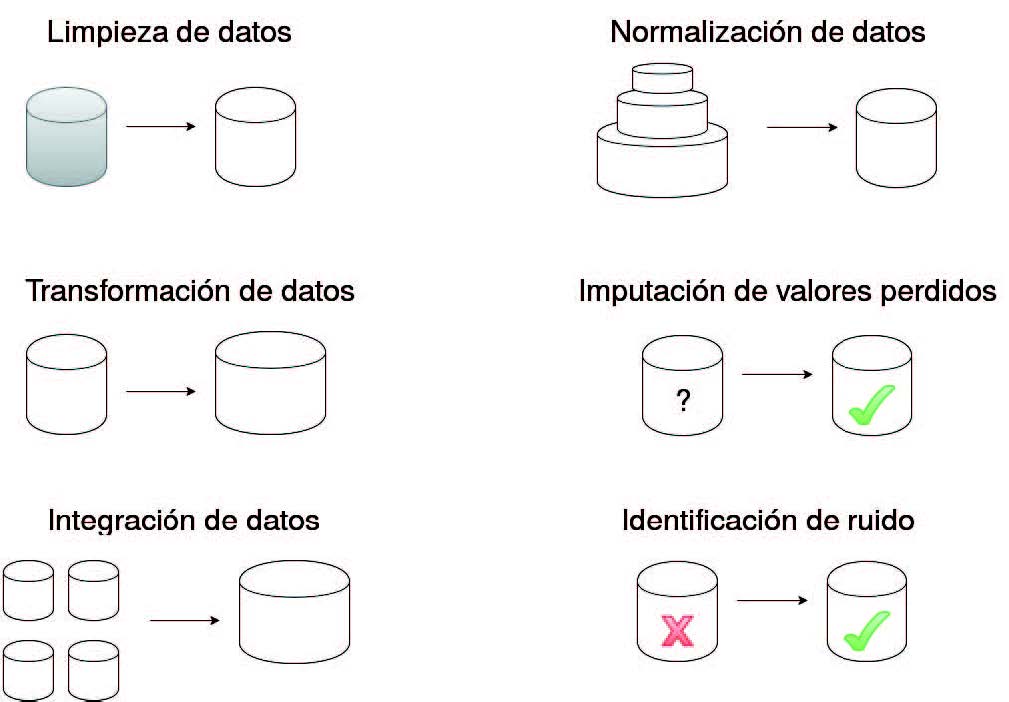 Limpieza de datos
Normalización de datos
Transformación de datos
Imputación de valores perdidos
?
Integración de datos
Identificación de ruido
X